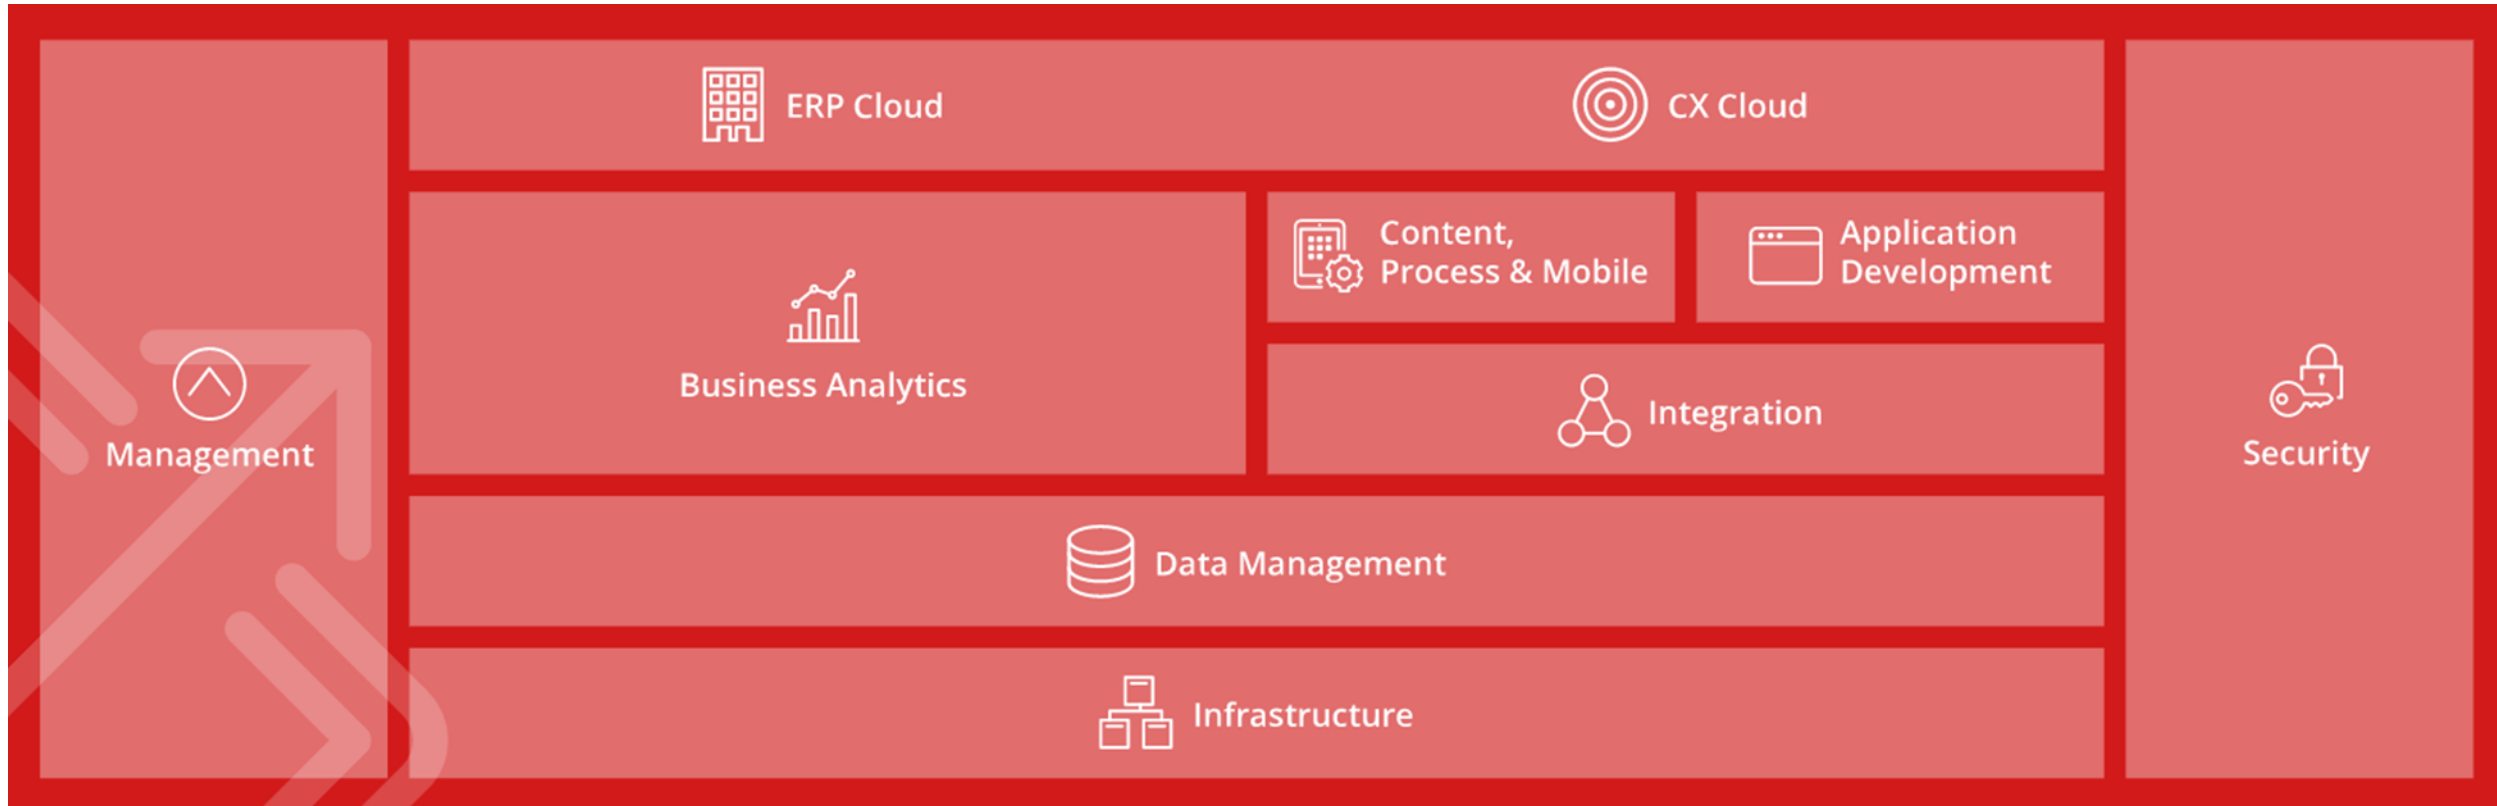 ERP Cloud
CX Cloud
Content,
Process & Mobile
Application
Development
Business Analytics
Integration
Management
Security
Data Management
Infrastructure